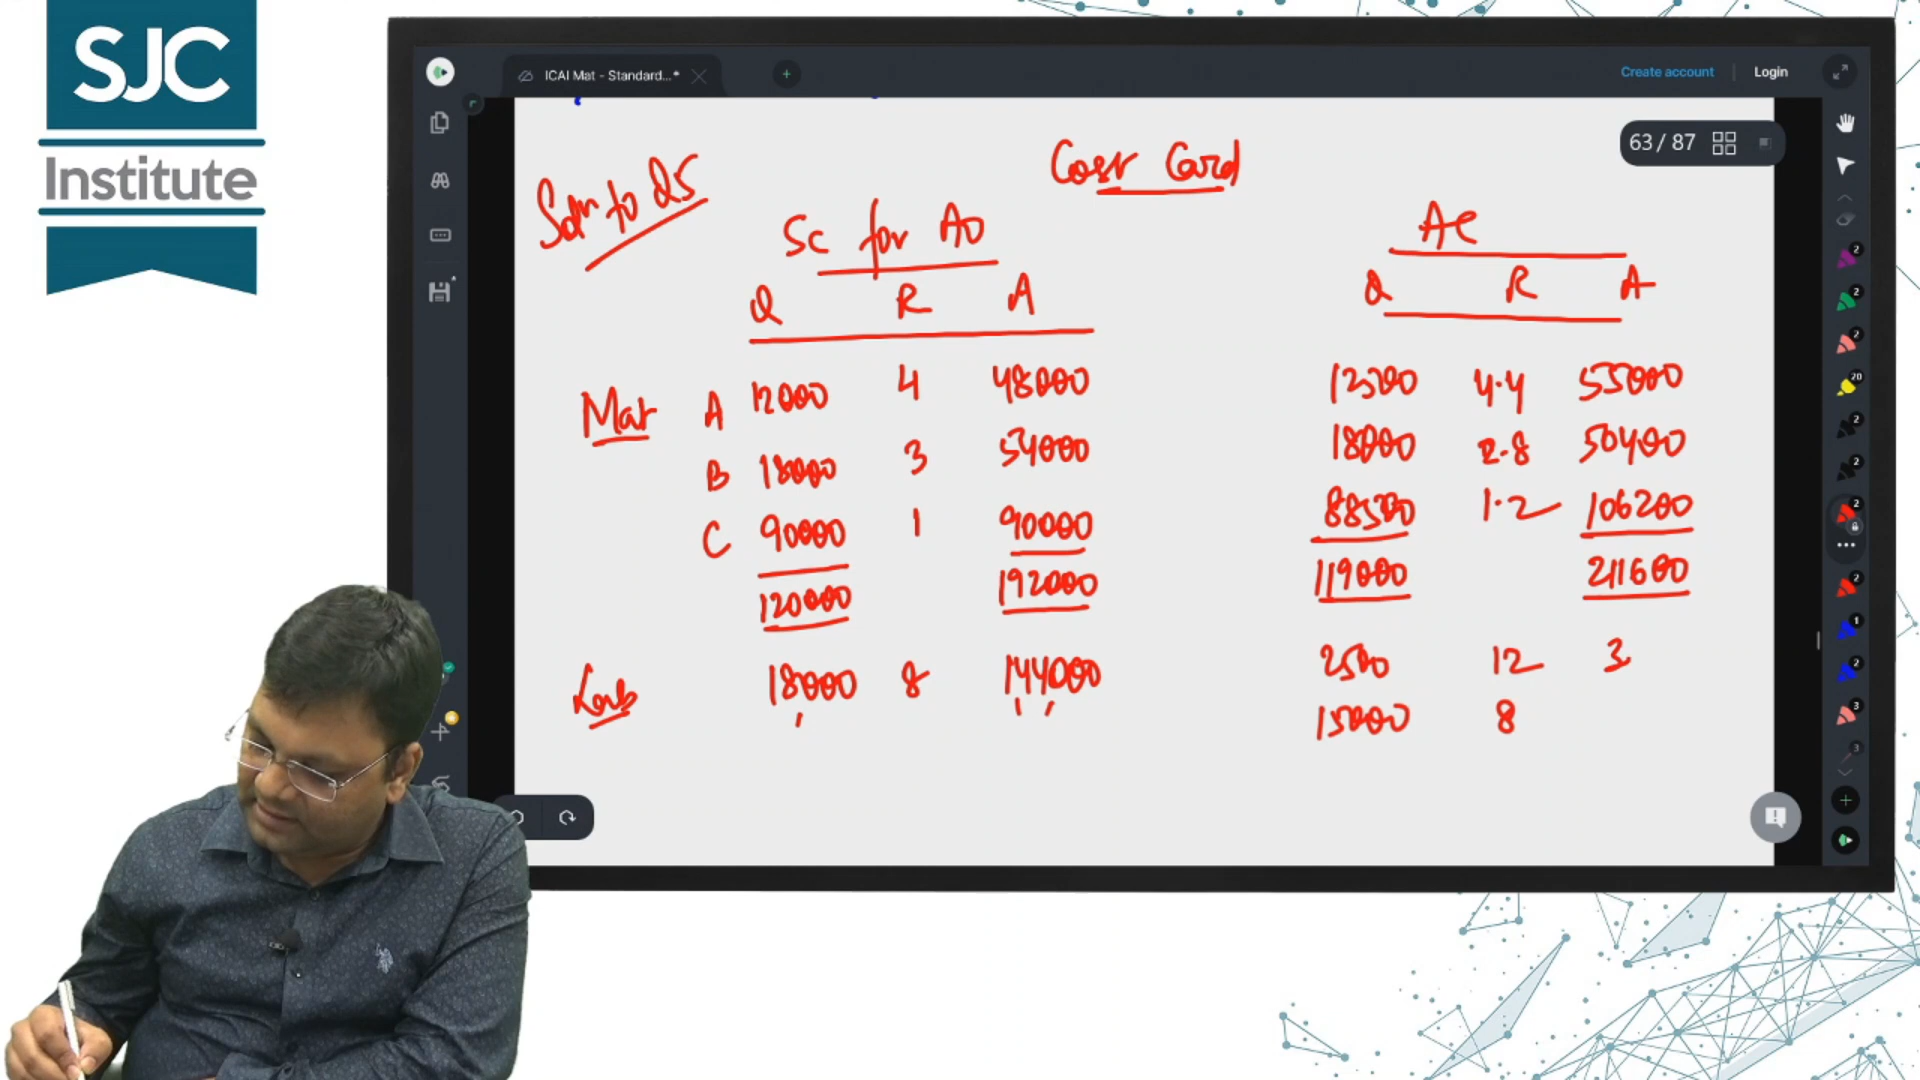 SJC
Institute
ICAI Mat - Standard...*
Create account
Login
63 / 87
Cost Card
Soln to Q5
SC for AO
AC
Q R A
Q R A
Mat A 12000 4 48000 12500 4.4 55000
B 18000 3 54000 18000 2.8 50400
C 90000 1 90000 88500 1.2 106200
120000 192000 119000 211600
Lab 18000 8 144000 2500 12 3
15000 8